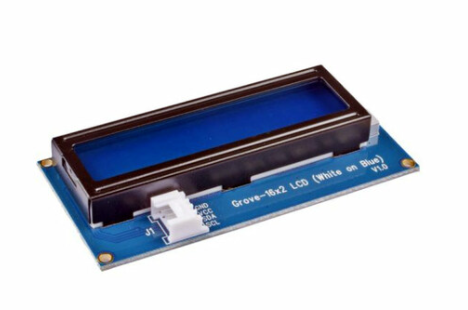 Grove-16x2 LCD (White on Blue)
V1.0
GND
VCC
SDA
SCL
J1